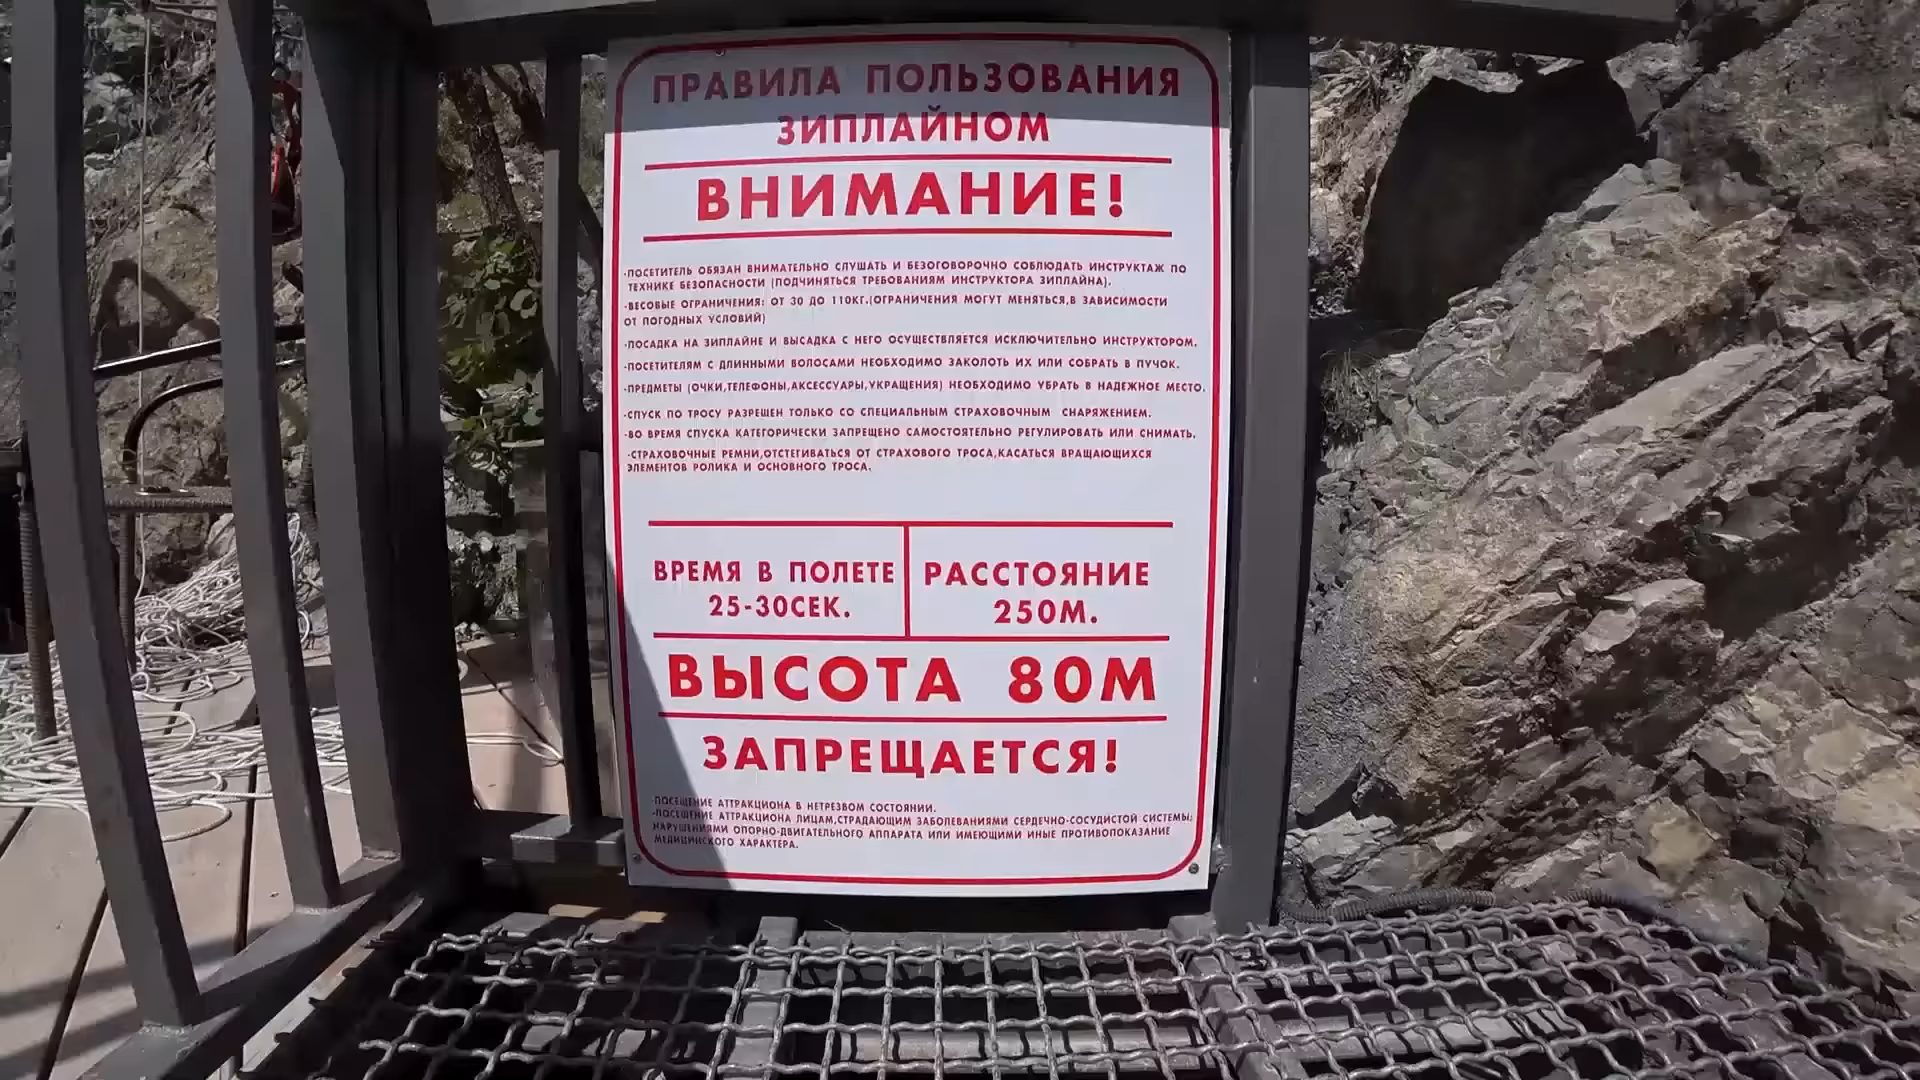 ПРАВИЛА ПОЛЬЗОВАНИЯ
ЗИПЛАЙНОМ
ВНИМАНИЕ!
-ПОСЕТИТЕЛЬ ОБЯЗАН ВНИМАТЕЛЬНО СЛУШАТЬ И БЕЗОГОВОРОЧНО СОБЛЮДАТЬ ИНСТРУКТАЖ ПО
ТЕХНИКЕ БЕЗОПАСНОСТИ (ПОДЧИНЯТЬСЯ ТРЕБОВАНИЯМ ИНСТРУКТОРА ЗИПЛАЙНА).
-ВЕСОВЫЕ ОГРАНИЧЕНИЯ: ОТ 30 ДО 110КГ.(ОГРАНИЧЕНИЯ МОГУТ МЕНЯТЬСЯ,В ЗАВИСИМОСТИ
ОТ ПОГОДНЫХ УСЛОВИЙ)
-ПОСАДКА НА ЗИПЛАЙНЕ И ВЫСАДКА С НЕГО ОСУЩЕСТВЛЯЕТСЯ ИСКЛЮЧИТЕЛЬНО ИНСТРУКТОРОМ.
-ПОСЕТИТЕЛЯМ С ДЛИННЫМИ ВОЛОСАМИ НЕОБХОДИМО ЗАКОЛОТЬ ИХ ИЛИ СОБРАТЬ В ПУЧОК.
-ПРЕДМЕТЫ (ОЧКИ,ТЕЛЕФОНЫ,АКСЕССУАРЫ,УКРАЩЕНИЯ) НЕОБХОДИМО УБРАТЬ В НАДЕЖНОЕ МЕСТО.
-СПУСК ПО ТРОСУ РАЗРЕШЕН ТОЛЬКО СО СПЕЦИАЛЬНЫМ СТРАХОВОЧНЫМ СНАРЯЖЕНИЕМ.
-ВО ВРЕМЯ СПУСКА КАТЕГОРИЧЕСКИ ЗАПРЕЩЕНО САМОСТОЯТЕЛЬНО РЕГУЛИРОВАТЬ ИЛИ СНИМАТЬ.
-СТРАХОВОЧНЫЕ РЕМНИ,ОТСТЕГИВАТЬСЯ ОТ СТРАХОВОГО ТРОСА,КАСАТЬСЯ ВРАЩАЮЩИХСЯ
ЭЛЕМЕНТОВ РОЛИКА И ОСНОВНОГО ТРОСА.
ВРЕМЯ В ПОЛЕТЕ
25-30СЕК.
РАССТОЯНИЕ
250М.
ВЫСОТА 80М
ЗАПРЕЩАЕТСЯ!
-ПОСЕЩЕНИЕ АТТРАКЦИОНА В НЕТРЕЗВОМ СОСТОЯНИИ.
-ПОСЕЩЕНИЕ АТТРАКЦИОНА ЛИЦАМ,СТРАДАЮЩИМ ЗАБОЛЕВАНИЯМИ СЕРДЕЧНО-СОСУДИСТОЙ СИСТЕМЫ;
НАРУШЕНИЯМИ ОПОРНО-ДВИГАТЕЛЬНОГО АППАРАТА ИЛИ ИМЕЮЩИМИ ИНЫЕ ПРОТИВОПОКАЗАНИЕ
МЕДИЦИНСКОГО ХАРАКТЕРА.